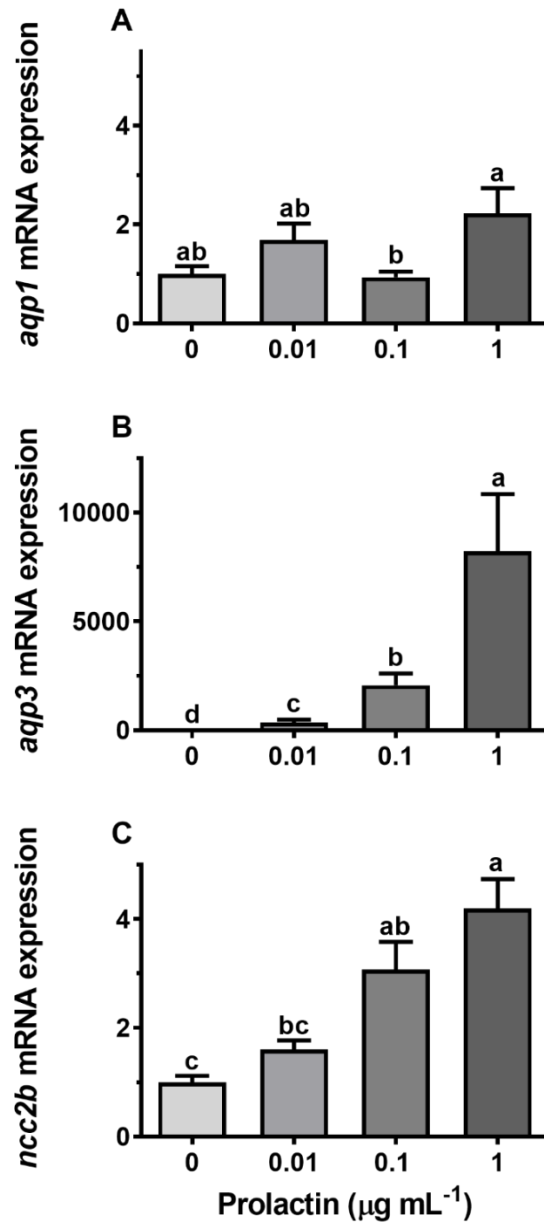 A
aqp1 mRNA expression
4
2
0
ab
ab
b
a
0 0.01 0.1 1
B
aqp3 mRNA expression
10000
5000
0
d
c
b
a
0 0.01 0.1 1
C
ncc2b mRNA expression
4
2
0
c
bc
ab
a
0 0.01 0.1 1
Prolactin (µg mL⁻¹)